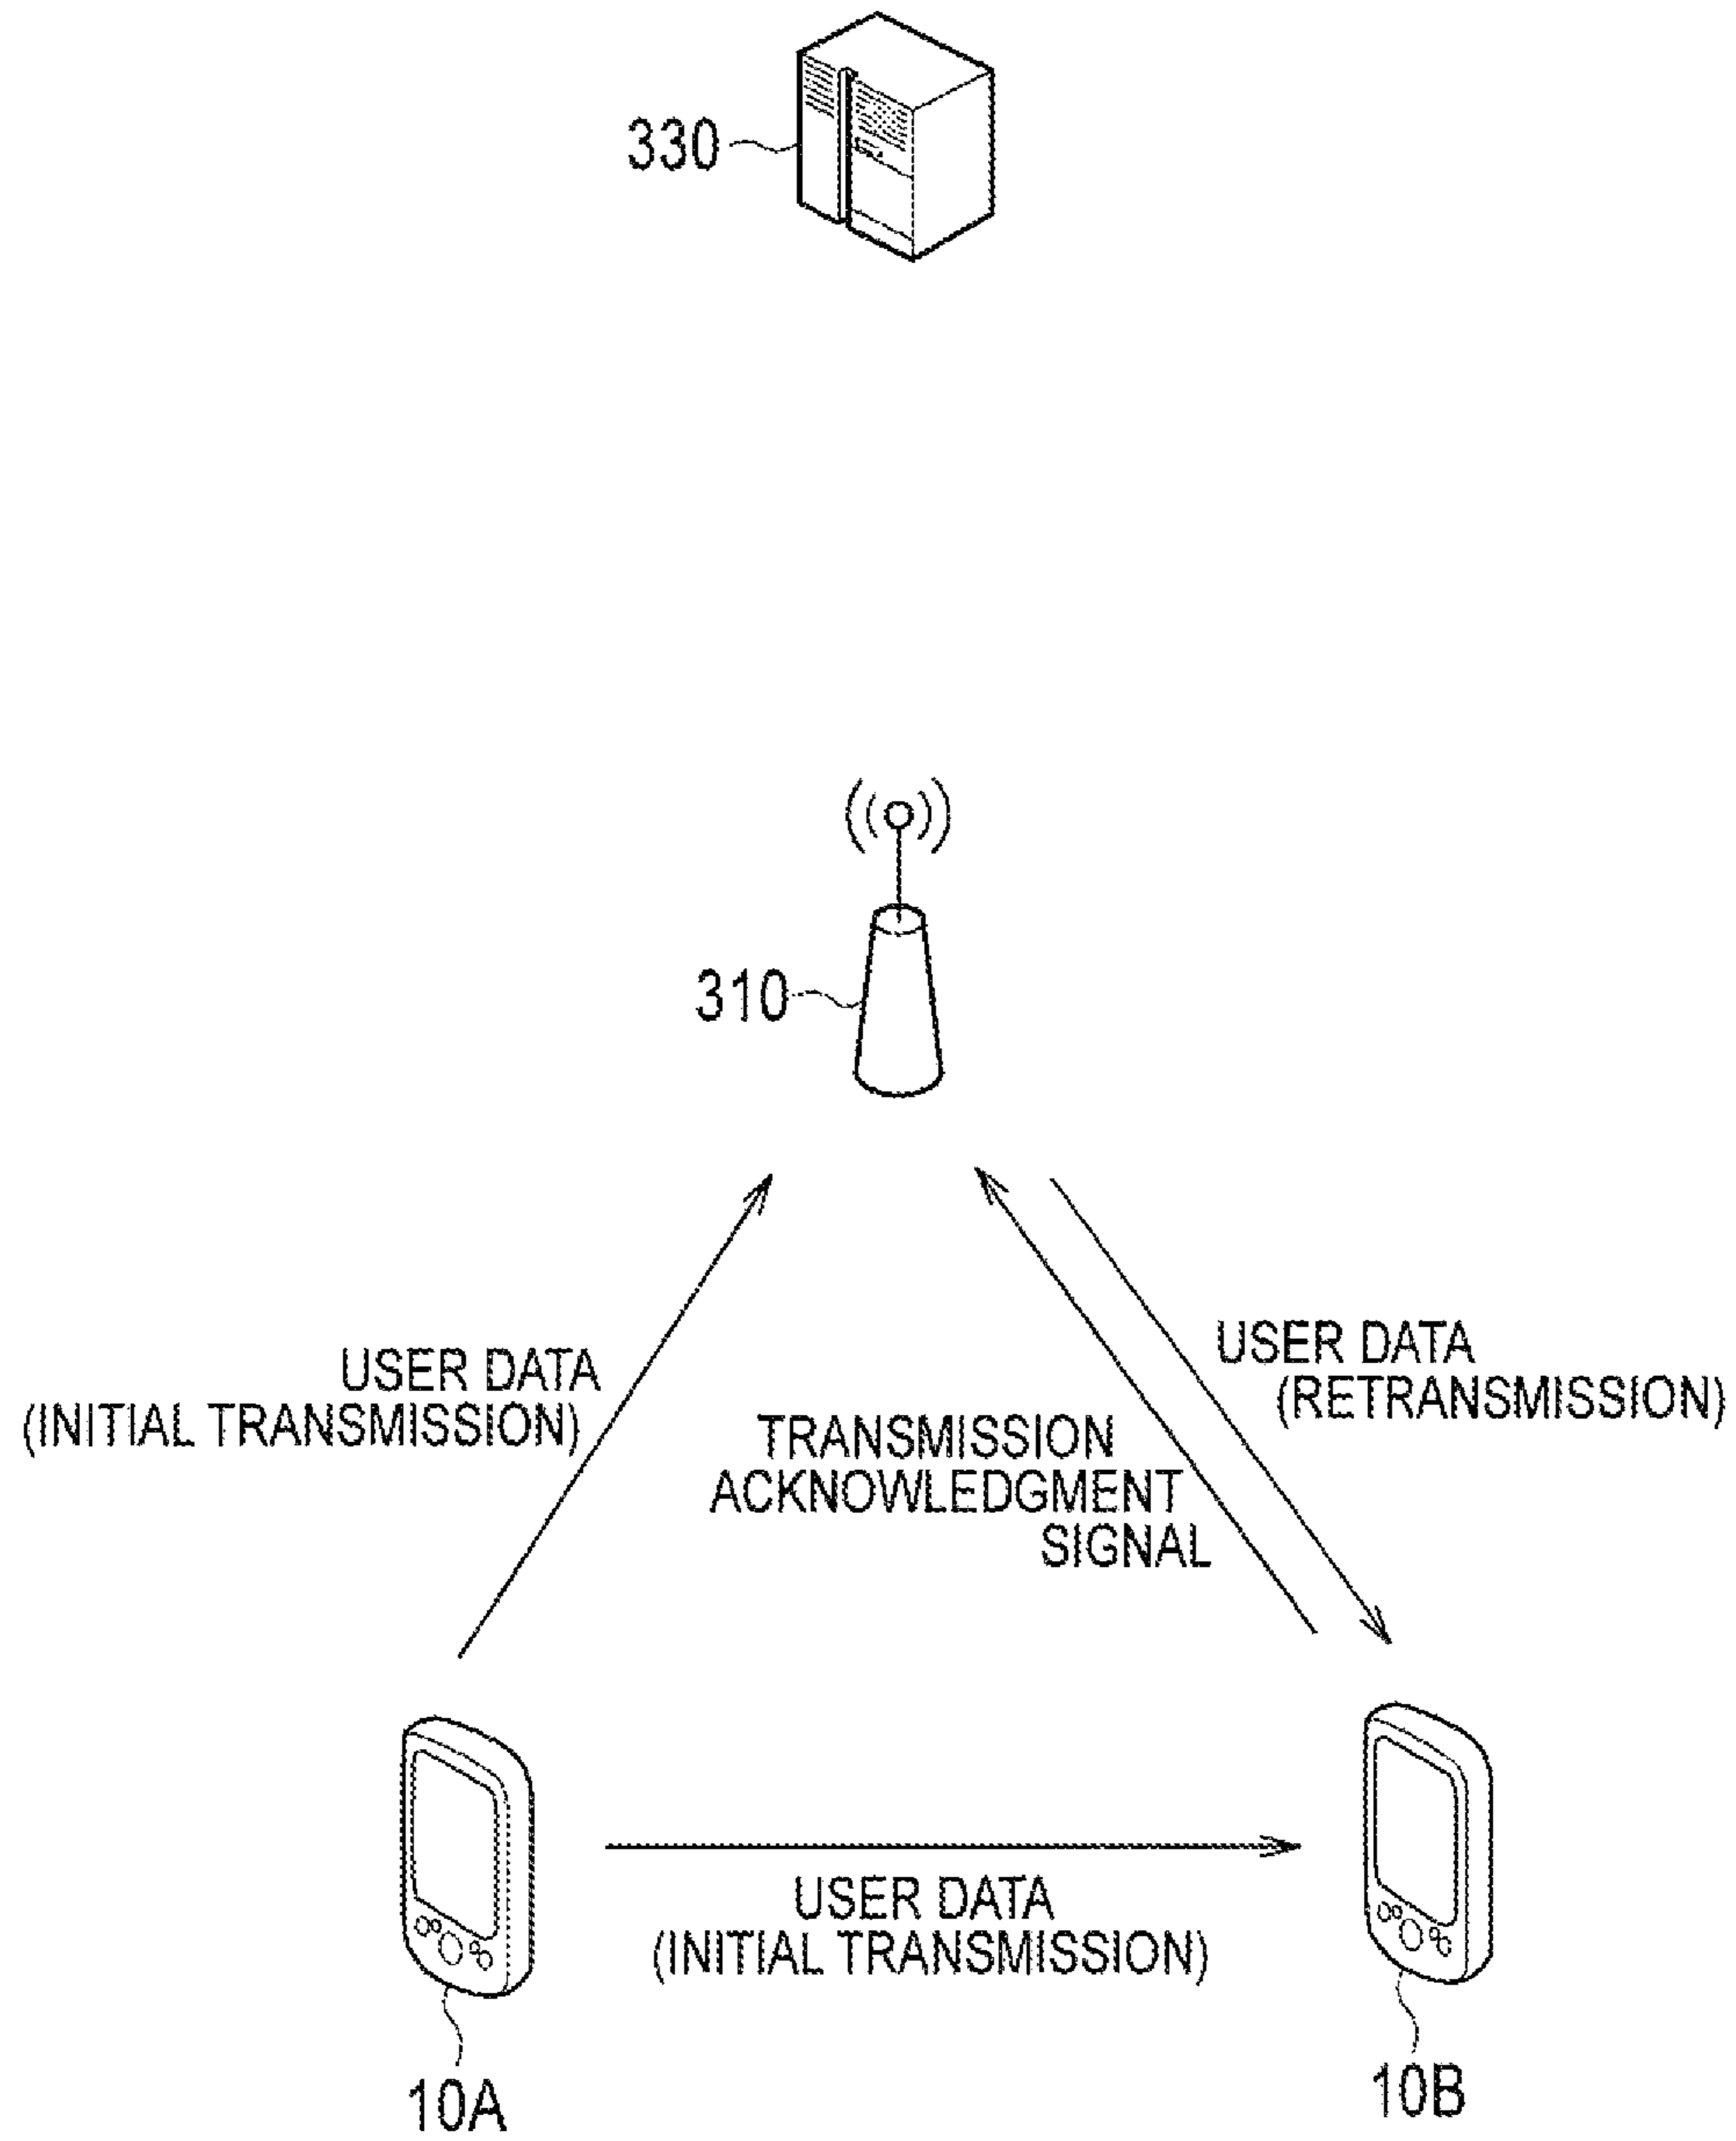 330
310
USER DATA
(INITIAL TRANSMISSION)
USER DATA
(RETRANSMISSION)
TRANSMISSION
ACKNOWLEDGMENT
SIGNAL
USER DATA
(INITIAL TRANSMISSION)
10A
10B